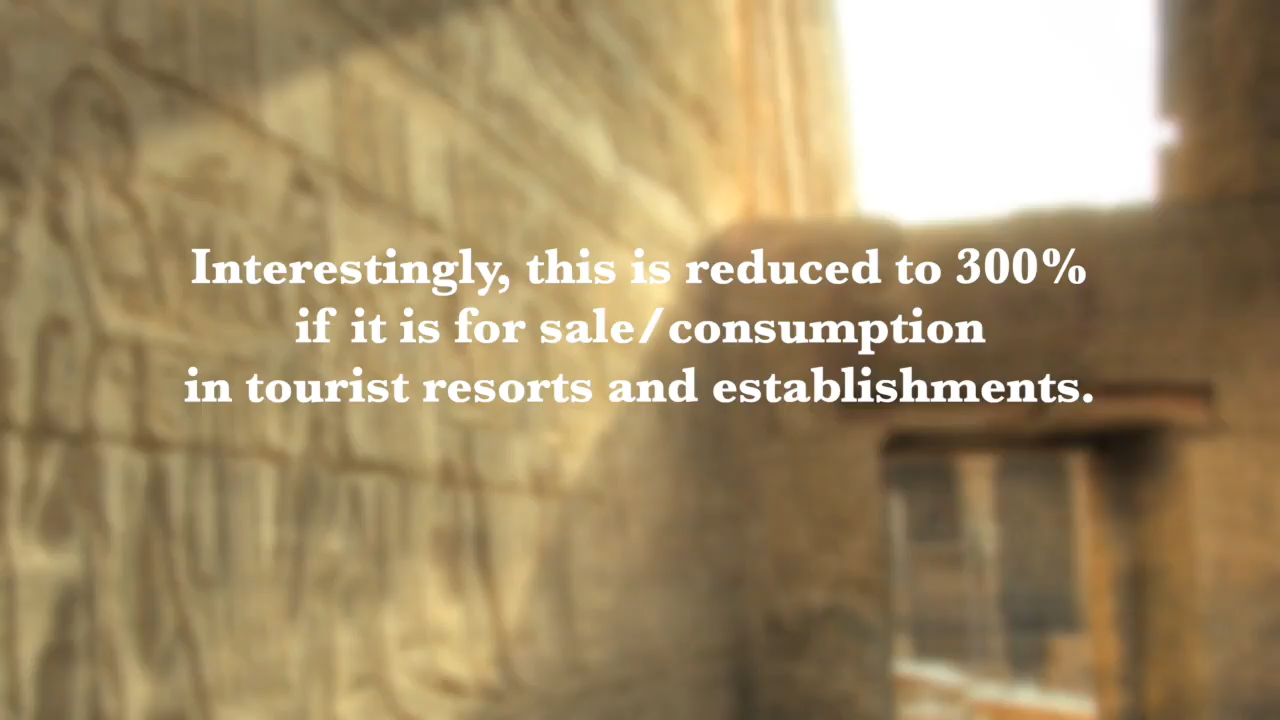 Interestingly, this is reduced to 300%
if it is for sale/consumption
in tourist resorts and establishments.